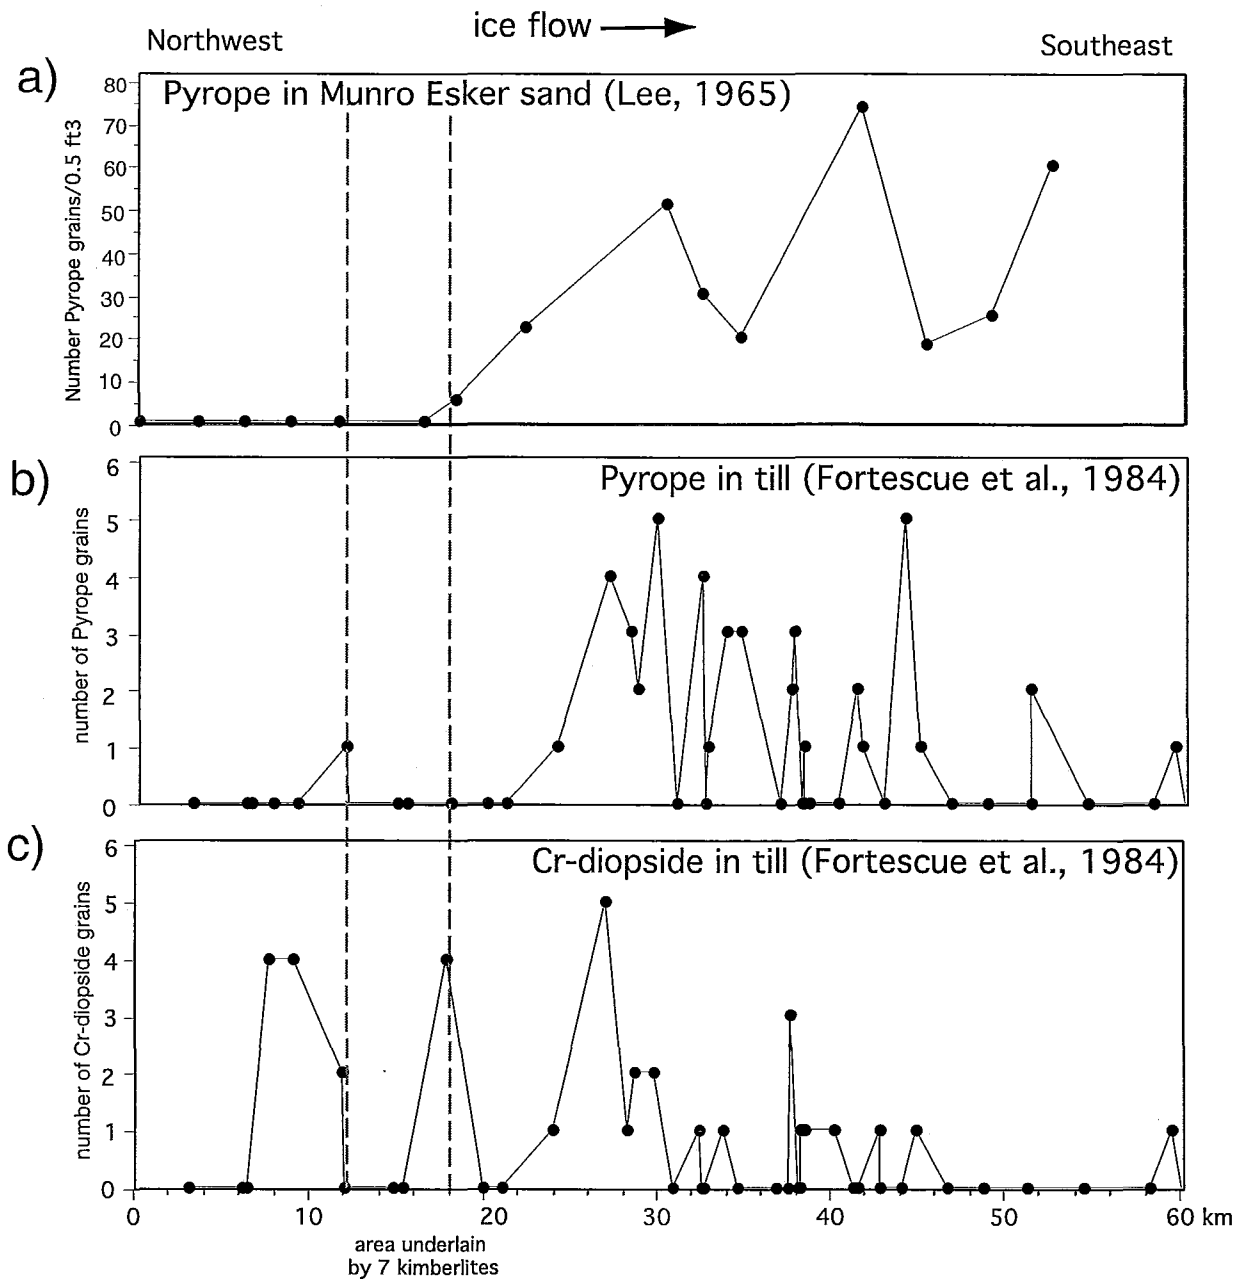 ice flow
Northwest
Southeast
a)
Pyrope in Munro Esker sand (Lee, 1965)
Number Pyrope grains/0.5 ft3
80
70
60
50
40
30
20
10
0
b)
Pyrope in till (Fortescue et al., 1984)
number of Pyrope grains
6
5
4
3
2
1
0
c)
Cr-diopside in till (Fortescue et al., 1984)
number of Cr-diopside grains
6
5
4
3
2
1
0
0 10 20 30 40 50 60 km
area underlain
by 7 kimberlites